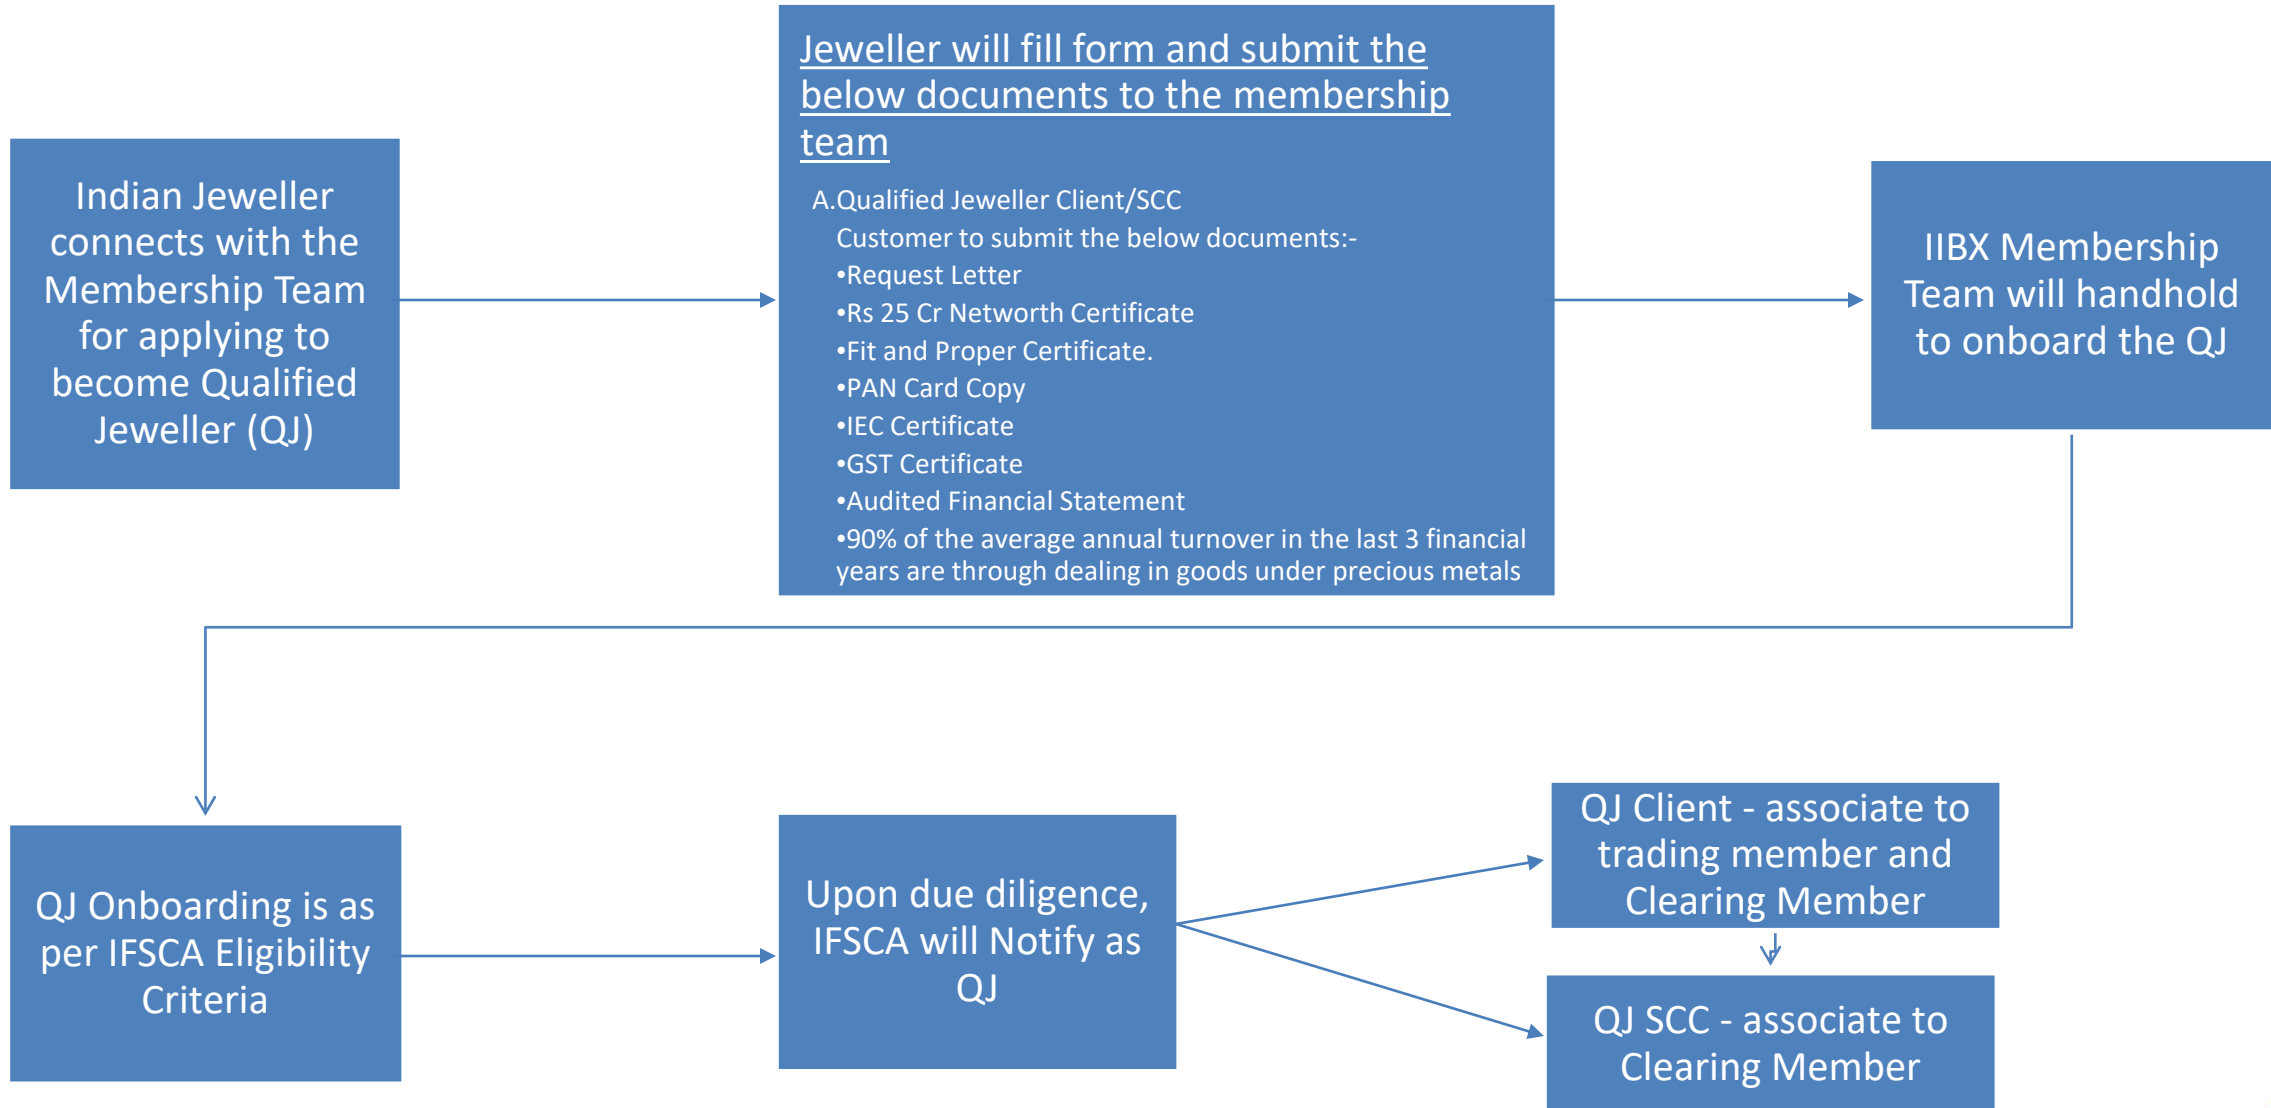 Indian Jeweller
connects with the
Membership Team
for applying to
become Qualified
Jeweller (QJ)
Jeweller will fill form and submit the
below documents to the membership
team
A.Qualified Jeweller Client/SCC
Customer to submit the below documents:-
•Request Letter
•Rs 25 Cr Networth Certificate
•Fit and Proper Certificate.
•PAN Card Copy
•IEC Certificate
•GST Certificate
•Audited Financial Statement
•90% of the average annual turnover in the last 3 financial
years are through dealing in goods under precious metals
IIBX Membership
Team will handhold
to onboard the QJ
QJ Onboarding is as
per IFSCA Eligibility
Criteria
Upon due diligence,
IFSCA will Notify as
QJ
QJ Client - associate to
trading member and
Clearing Member
QJ SCC - associate to
Clearing Member